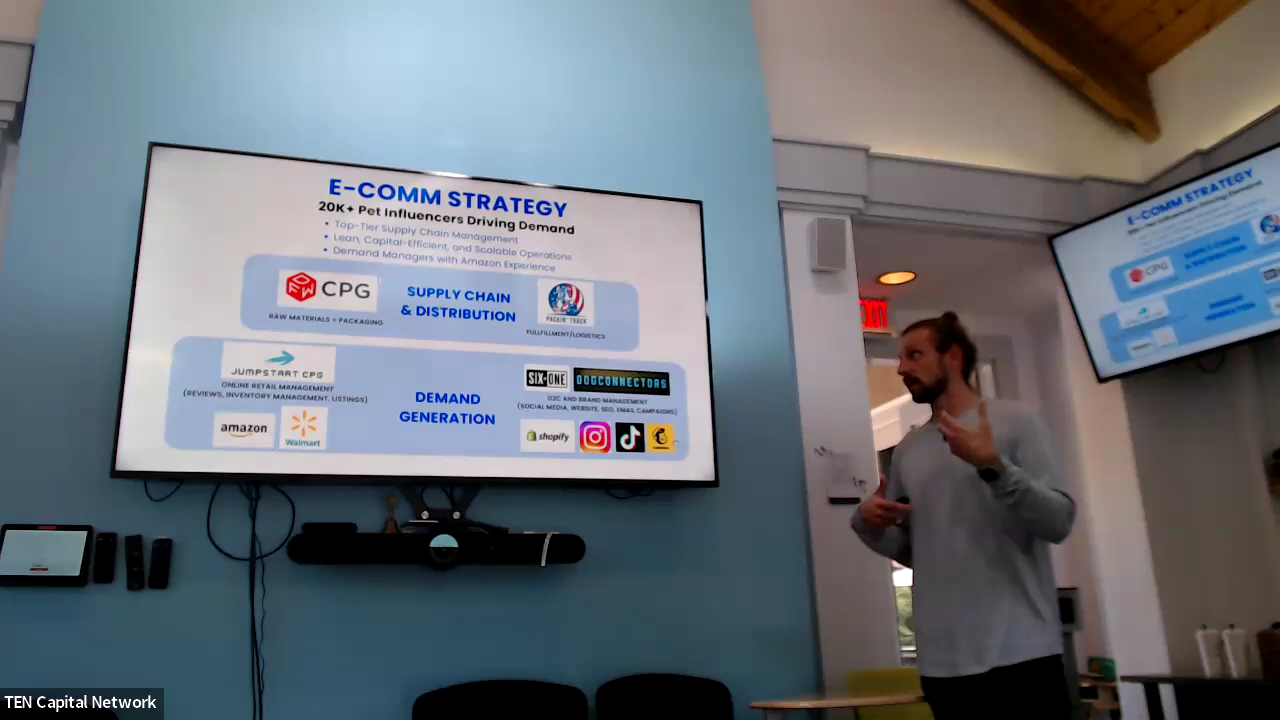 E-COMM STRATEGY
20K+ Pet Influencers Driving Demand
• Top-Tier Supply Chain Management
• Lean, Capital-Efficient, and Scalable Operations
• Demand Managers with Amazon Experience
DFW CPG
RAW MATERIALS + PACKAGING
SUPPLY CHAIN
& DISTRIBUTION
PACKIN' TRACK
FULLFILLMENT/LOGISTICS
JUMPSTART CPG
ONLINE RETAIL MANAGEMENT
(REVIEWS, INVENTORY MANAGEMENT, LISTINGS)
amazon
Walmart
DEMAND
GENERATION
SIX+ONE
DOGCONNECTORS
D2C AND BRAND MANAGEMENT
(SOCIAL MEDIA, WEBSITE, SEO, EMAIL CAMPAIGNS)
shopify
EXIT
E-COMM STRATEGY
CPG
SUPPLY CHAIN
& DISTRIBUTION
TEN Capital Network